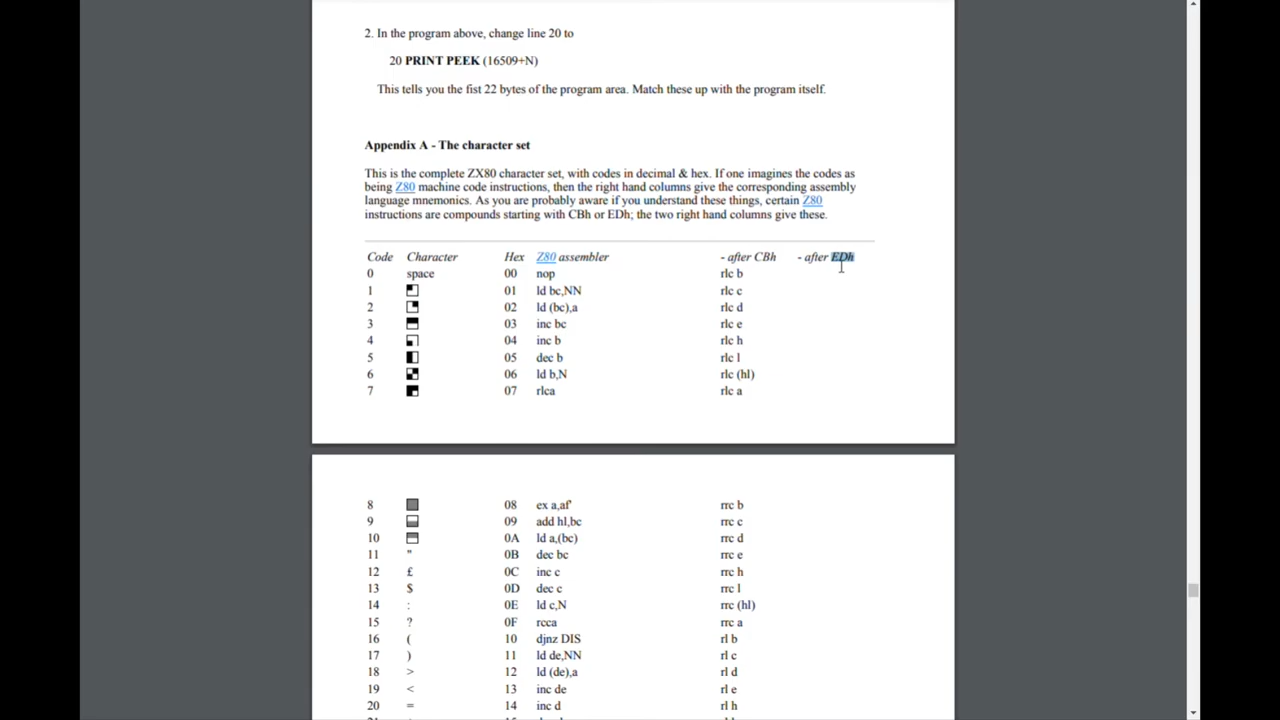 2. In the program above, change line 20 to
20 PRINT PEEK (16509+N)
This tells you the fist 22 bytes of the program area. Match these up with the program itself.
Appendix A - The character set
This is the complete ZX80 character set, with codes in decimal & hex. If one imagines the codes as
being Z80 machine code instructions, then the right hand columns give the corresponding assembly
language mnemonics. As you are probably aware if you understand these things, certain Z80
instructions are compounds starting with CBh or EDh; the two right hand columns give these.
Code Character Hex Z80 assembler - after CBh - after EDh
0 space 00 nop rlc b
1 01 ld bc,NN rlc c
2 02 ld (bc),a rlc d
3 03 inc bc rlc e
4 04 inc b rlc h
5 05 dec b rlc l
6 06 ld b,N rlc (hl)
7 07 rlca rlc a
8 08 ex a,af' rrc b
9 09 add hl,bc rrc c
10 0A ld a,(bc) rrc d
11 " 0B dec bc rrc e
12 £ 0C inc c rrc h
13 $ 0D dec c rrc l
14 : 0E ld c,N rrc (hl)
15 ? 0F rcca rrc a
16 ( 10 djnz DIS rl b
17 ) 11 ld de,NN rl c
18 > 12 ld (de),a rl d
19 < 13 inc de rl e
20 = 14 inc d rl h